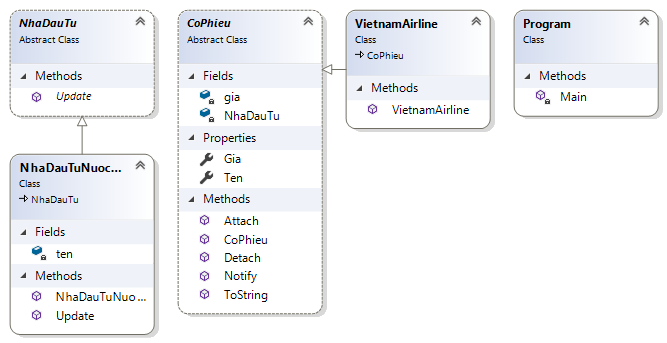 NhaDauTu
Abstract Class
Methods
Update
NhaDauTuNuoc...
Class
NhaDauTu
Fields
ten
Methods
NhaDauTuNuo...
Update
CoPhieu
Abstract Class
Fields
gia
NhaDauTu
Properties
Gia
Ten
Methods
Attach
CoPhieu
Detach
Notify
ToString
VietnamAirline
Class
CoPhieu
Methods
VietnamAirline
Program
Class
Methods
Main